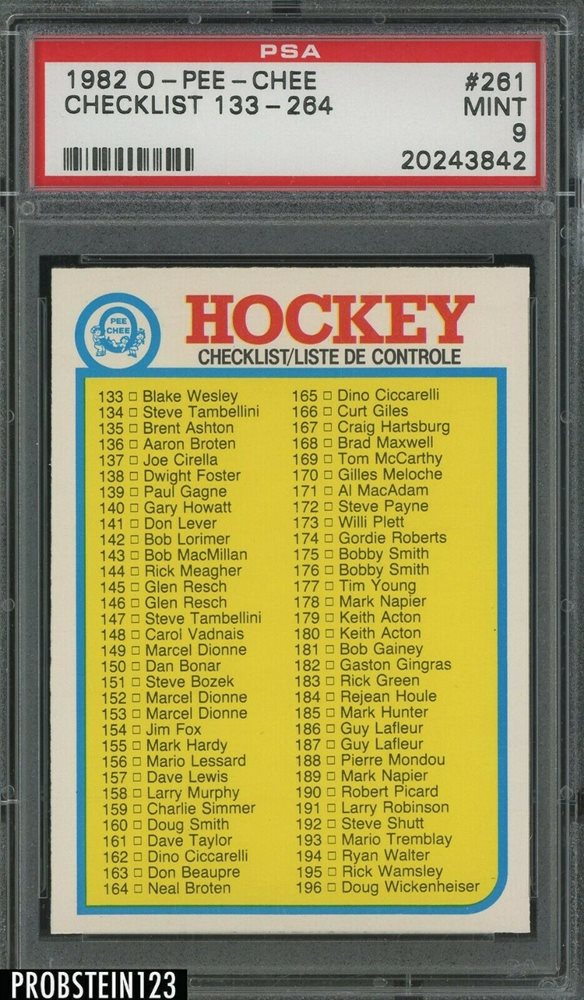 PSA
1982 O-PEE-CHEE #261
CHECKLIST 133-264 MINT
9
20243842
PEE
CHEE
HOCKEY
CHECKLIST/LISTE DE CONTROLE
133 □ Blake Wesley
134 □ Steve Tambellini
135 □ Brent Ashton
136 □ Aaron Broten
137 □ Joe Cirella
138 □ Dwight Foster
139 □ Paul Gagne
140 □ Gary Howatt
141 □ Don Lever
142 □ Bob Lorimer
143 □ Bob MacMillan
144 □ Rick Meagher
145 □ Glen Resch
146 □ Glen Resch
147 □ Steve Tambellini
148 □ Carol Vadnais
149 □ Marcel Dionne
150 □ Dan Bonar
151 □ Steve Bozek
152 □ Marcel Dionne
153 □ Marcel Dionne
154 □ Jim Fox
155 □ Mark Hardy
156 □ Mario Lessard
157 □ Dave Lewis
158 □ Larry Murphy
159 □ Charlie Simmer
160 □ Doug Smith
161 □ Dave Taylor
162 □ Dino Ciccarelli
163 □ Don Beaupre
164 □ Neal Broten
165 □ Dino Ciccarelli
166 □ Curt Giles
167 □ Craig Hartsburg
168 □ Brad Maxwell
169 □ Tom McCarthy
170 □ Gilles Meloche
171 □ Al MacAdam
172 □ Steve Payne
173 □ Willi Plett
174 □ Gordie Roberts
175 □ Bobby Smith
176 □ Bobby Smith
177 □ Tim Young
178 □ Mark Napier
179 □ Keith Acton
180 □ Keith Acton
181 □ Bob Gainey
182 □ Gaston Gingras
183 □ Rick Green
184 □ Rejean Houle
185 □ Mark Hunter
186 □ Guy Lafleur
187 □ Guy Lafleur
188 □ Pierre Mondou
189 □ Mark Napier
190 □ Robert Picard
191 □ Larry Robinson
192 □ Steve Shutt
193 □ Mario Tremblay
194 □ Ryan Walter
195 □ Rick Wamsley
196 □ Doug Wickenheiser
PROBSTEIN123